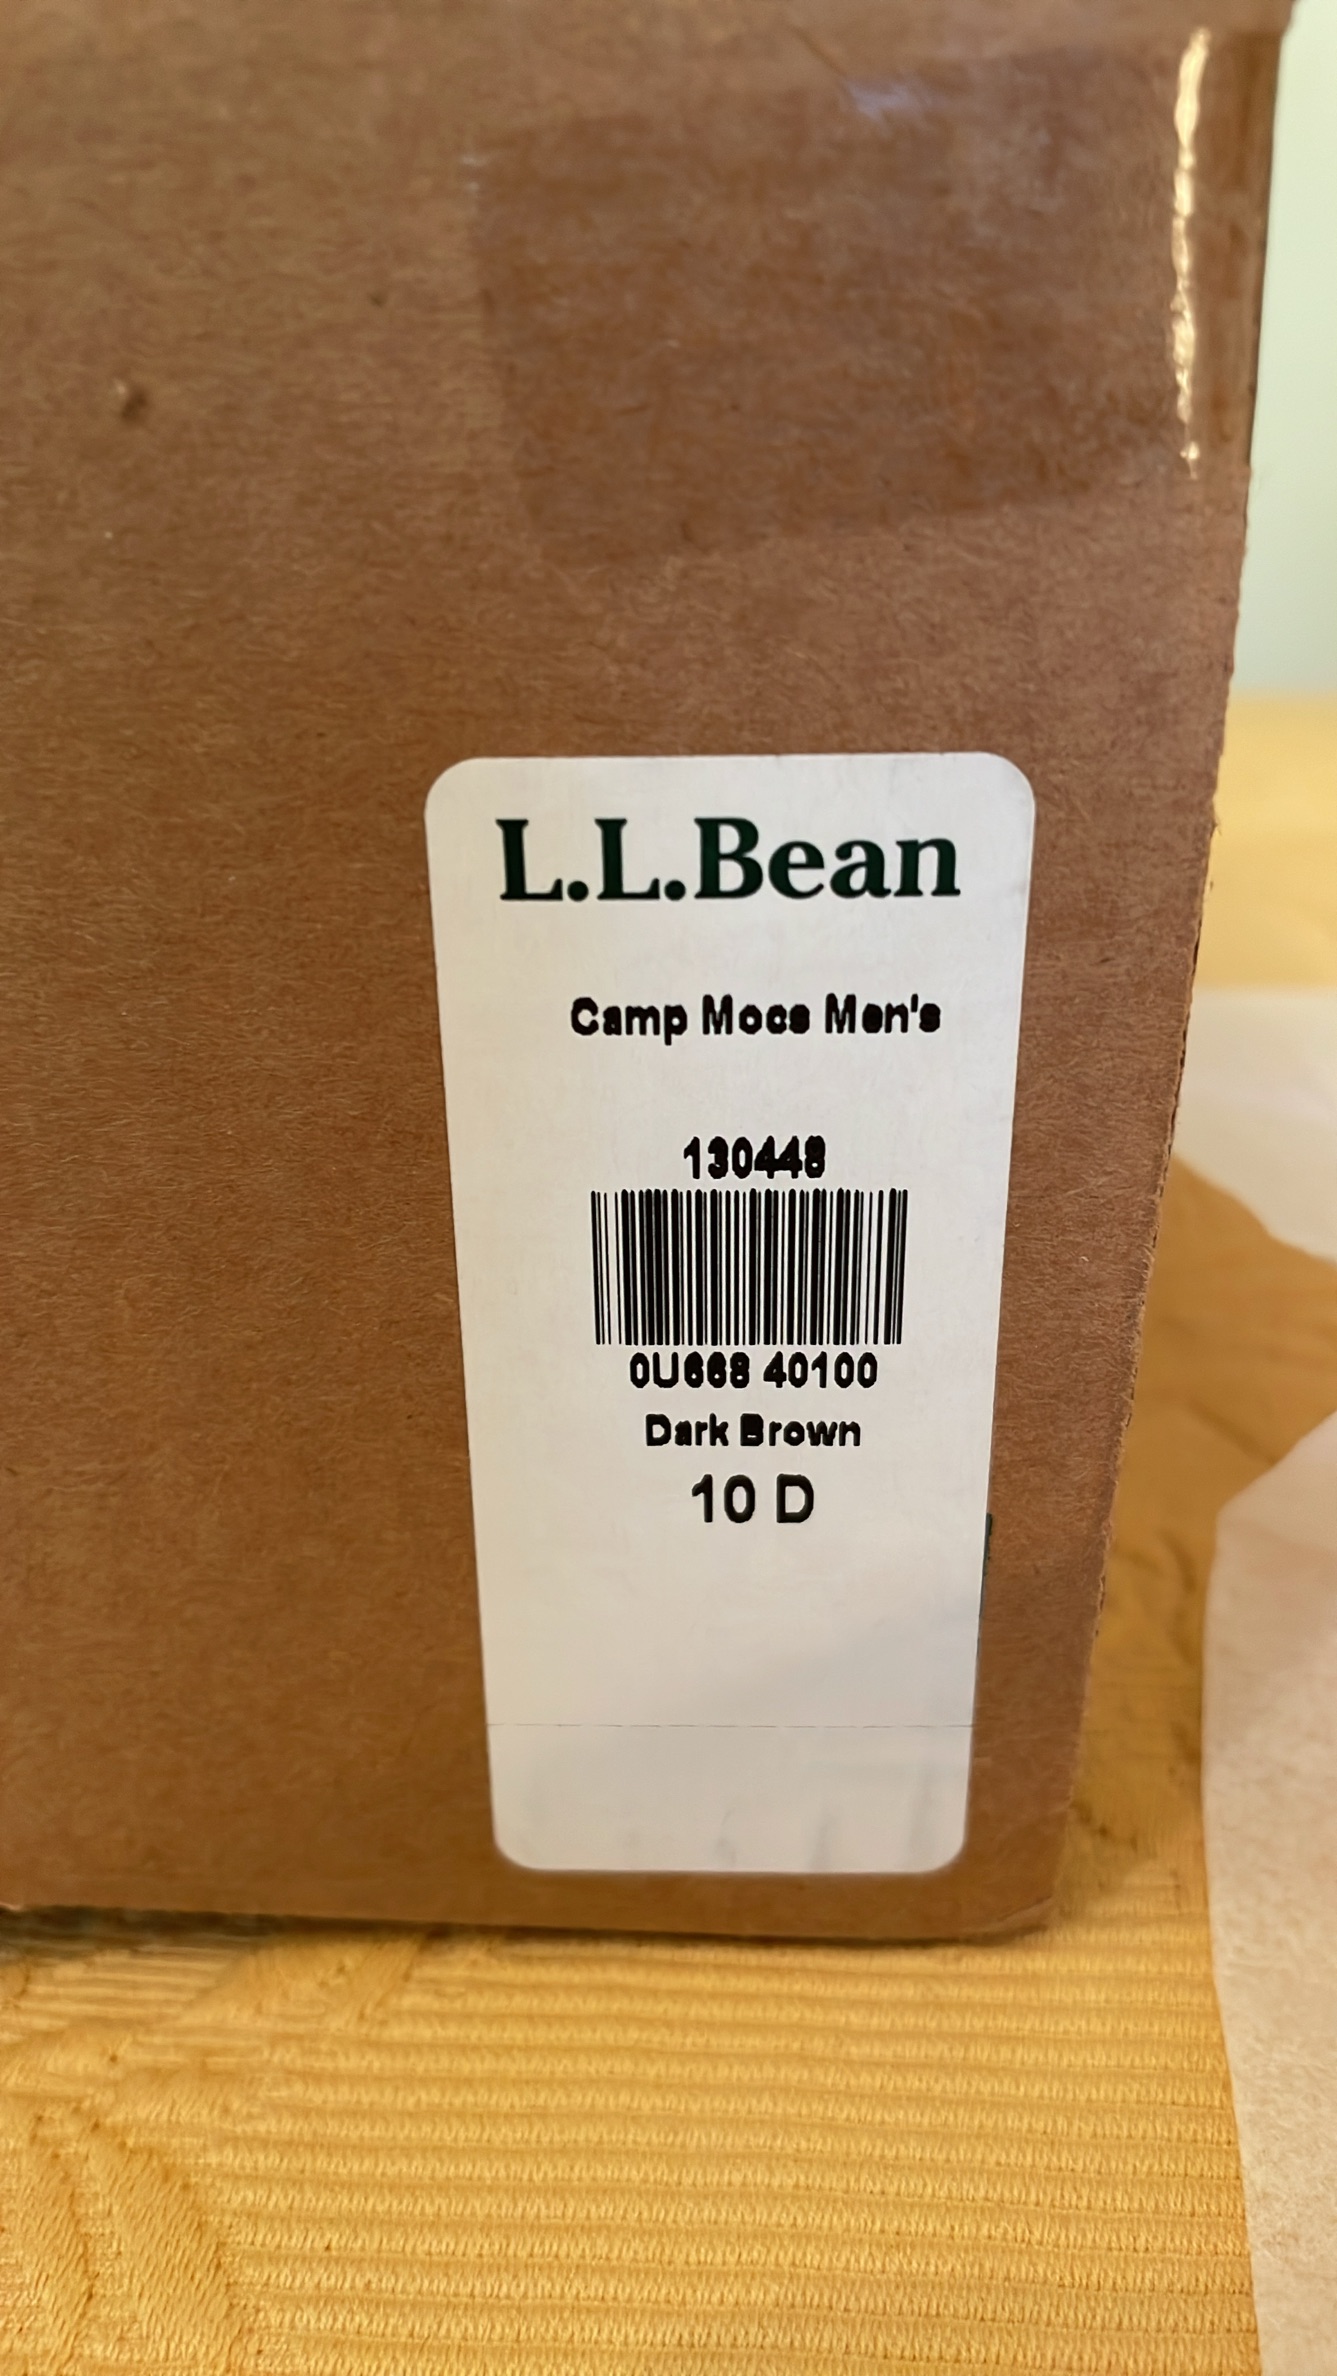 L.L.Bean
Camp Mocs Men's
130448
0U668 40100
Dark Brown
10 D